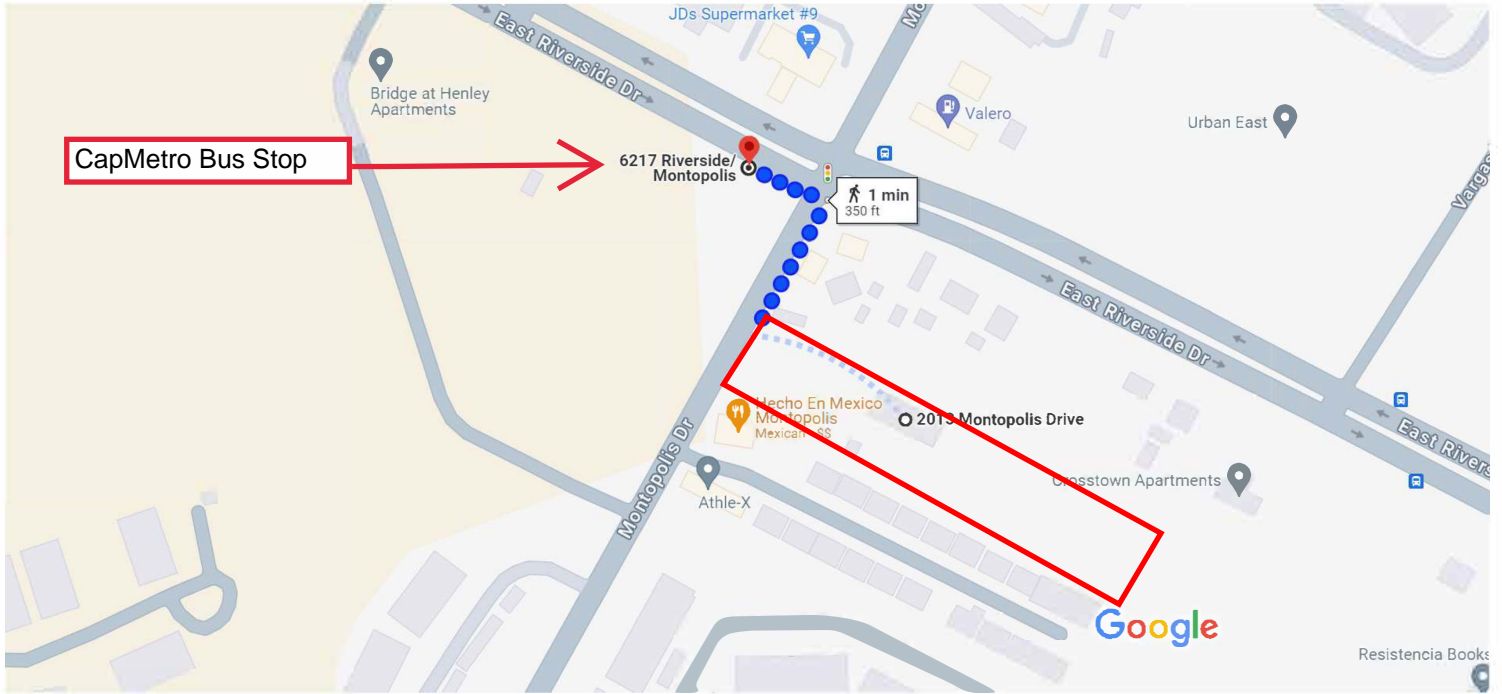 JDs Supermarket #9
East Riverside Dr
Bridge at Henley
Apartments
Valero
Urban East
CapMetro Bus Stop
6217 Riverside/
Montopolis
1 min
350 ft
East Riverside Dr
Hecho En Mexico
Montopolis
Mexican · $$
2013 Montopolis Drive
Montopolis Dr
Crosstown Apartments
Athle-X
Google
Resistencia Books